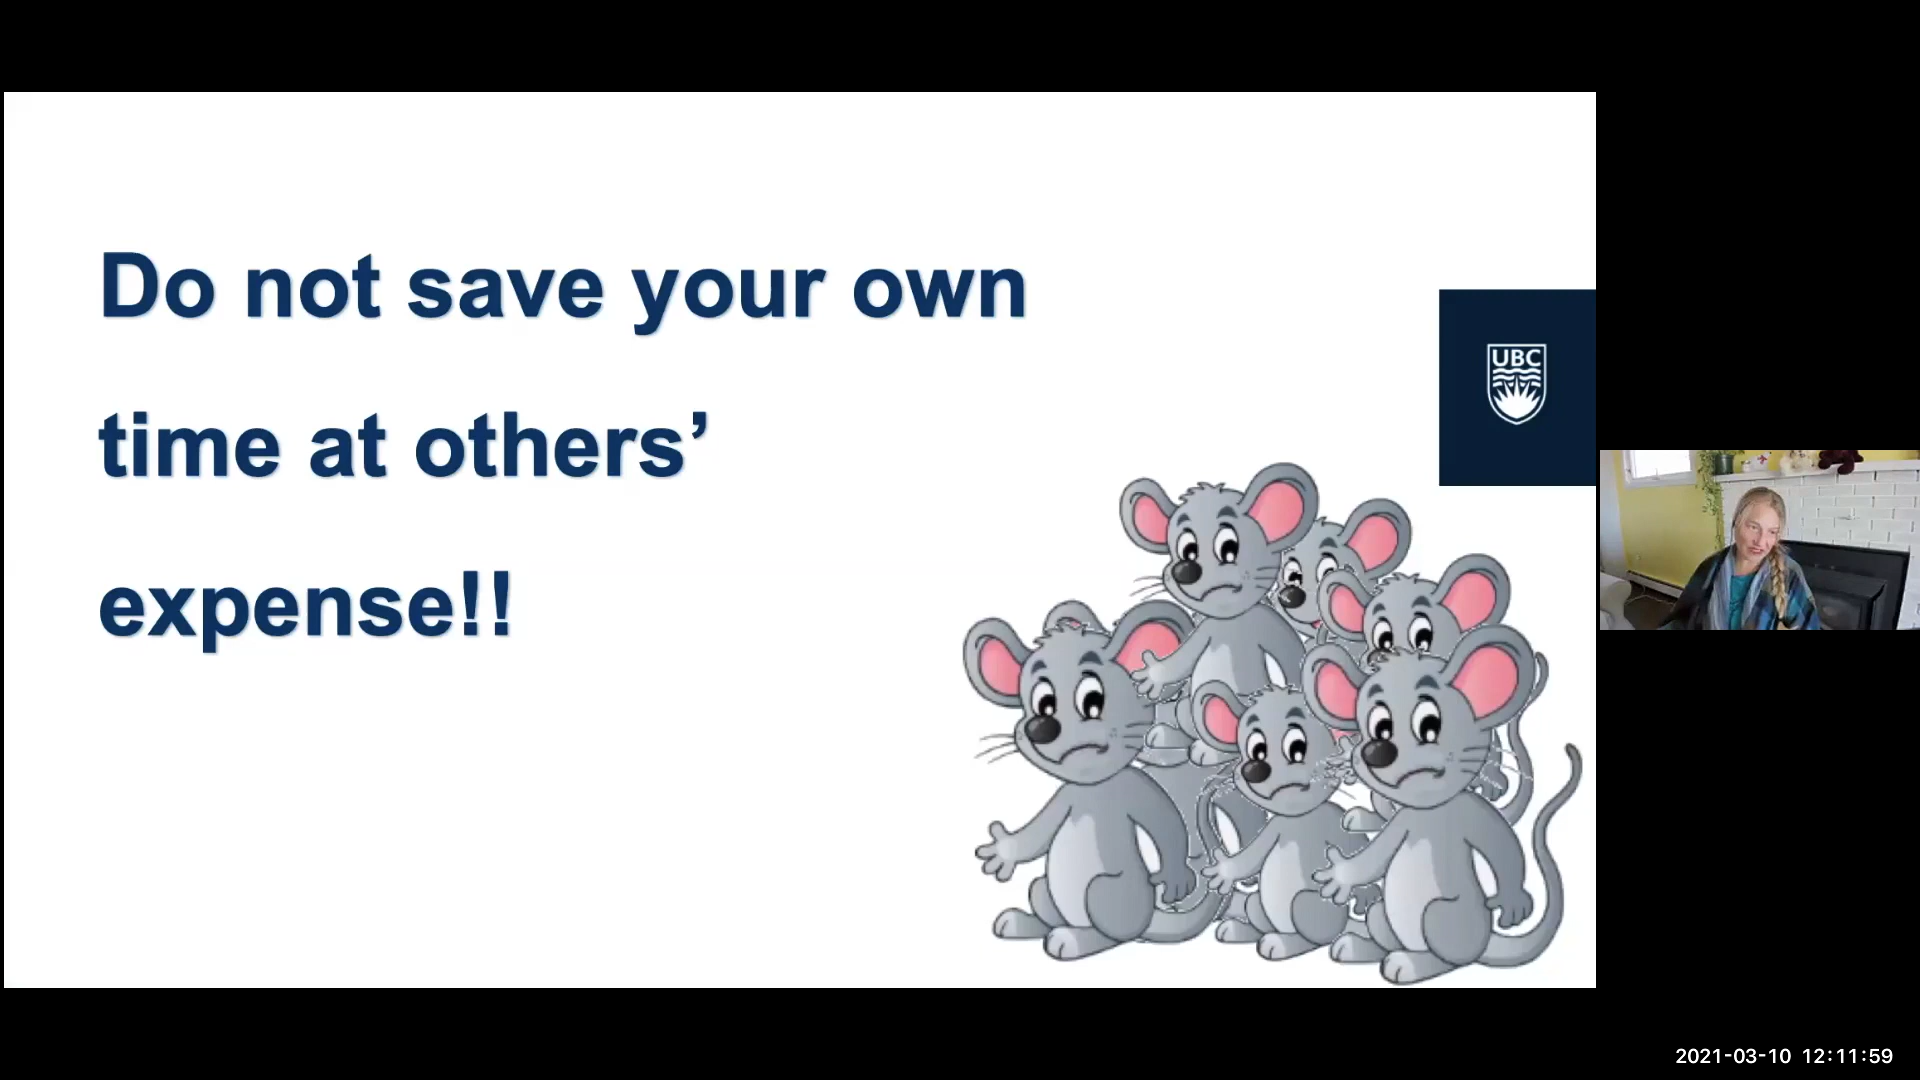 Do not save your own
time at others’
expense!!
UBC
2021-03-10 12:11:59